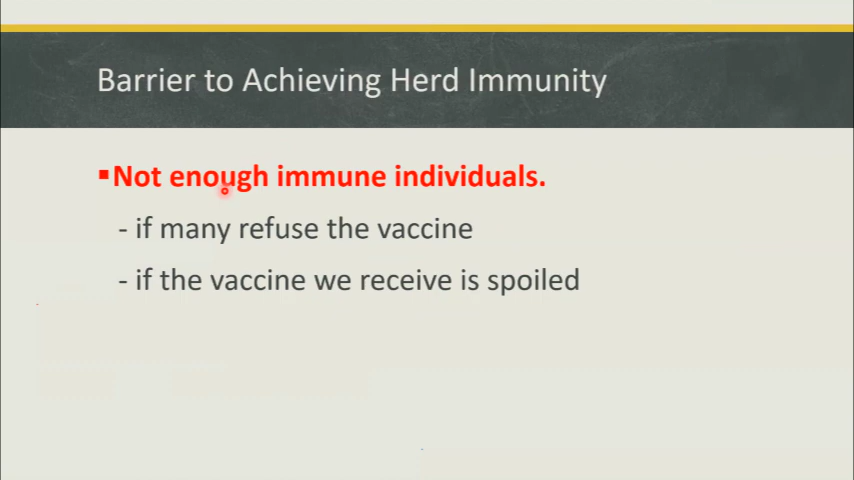 Barrier to Achieving Herd Immunity
▪Not enough immune individuals.
- if many refuse the vaccine
- if the vaccine we receive is spoiled